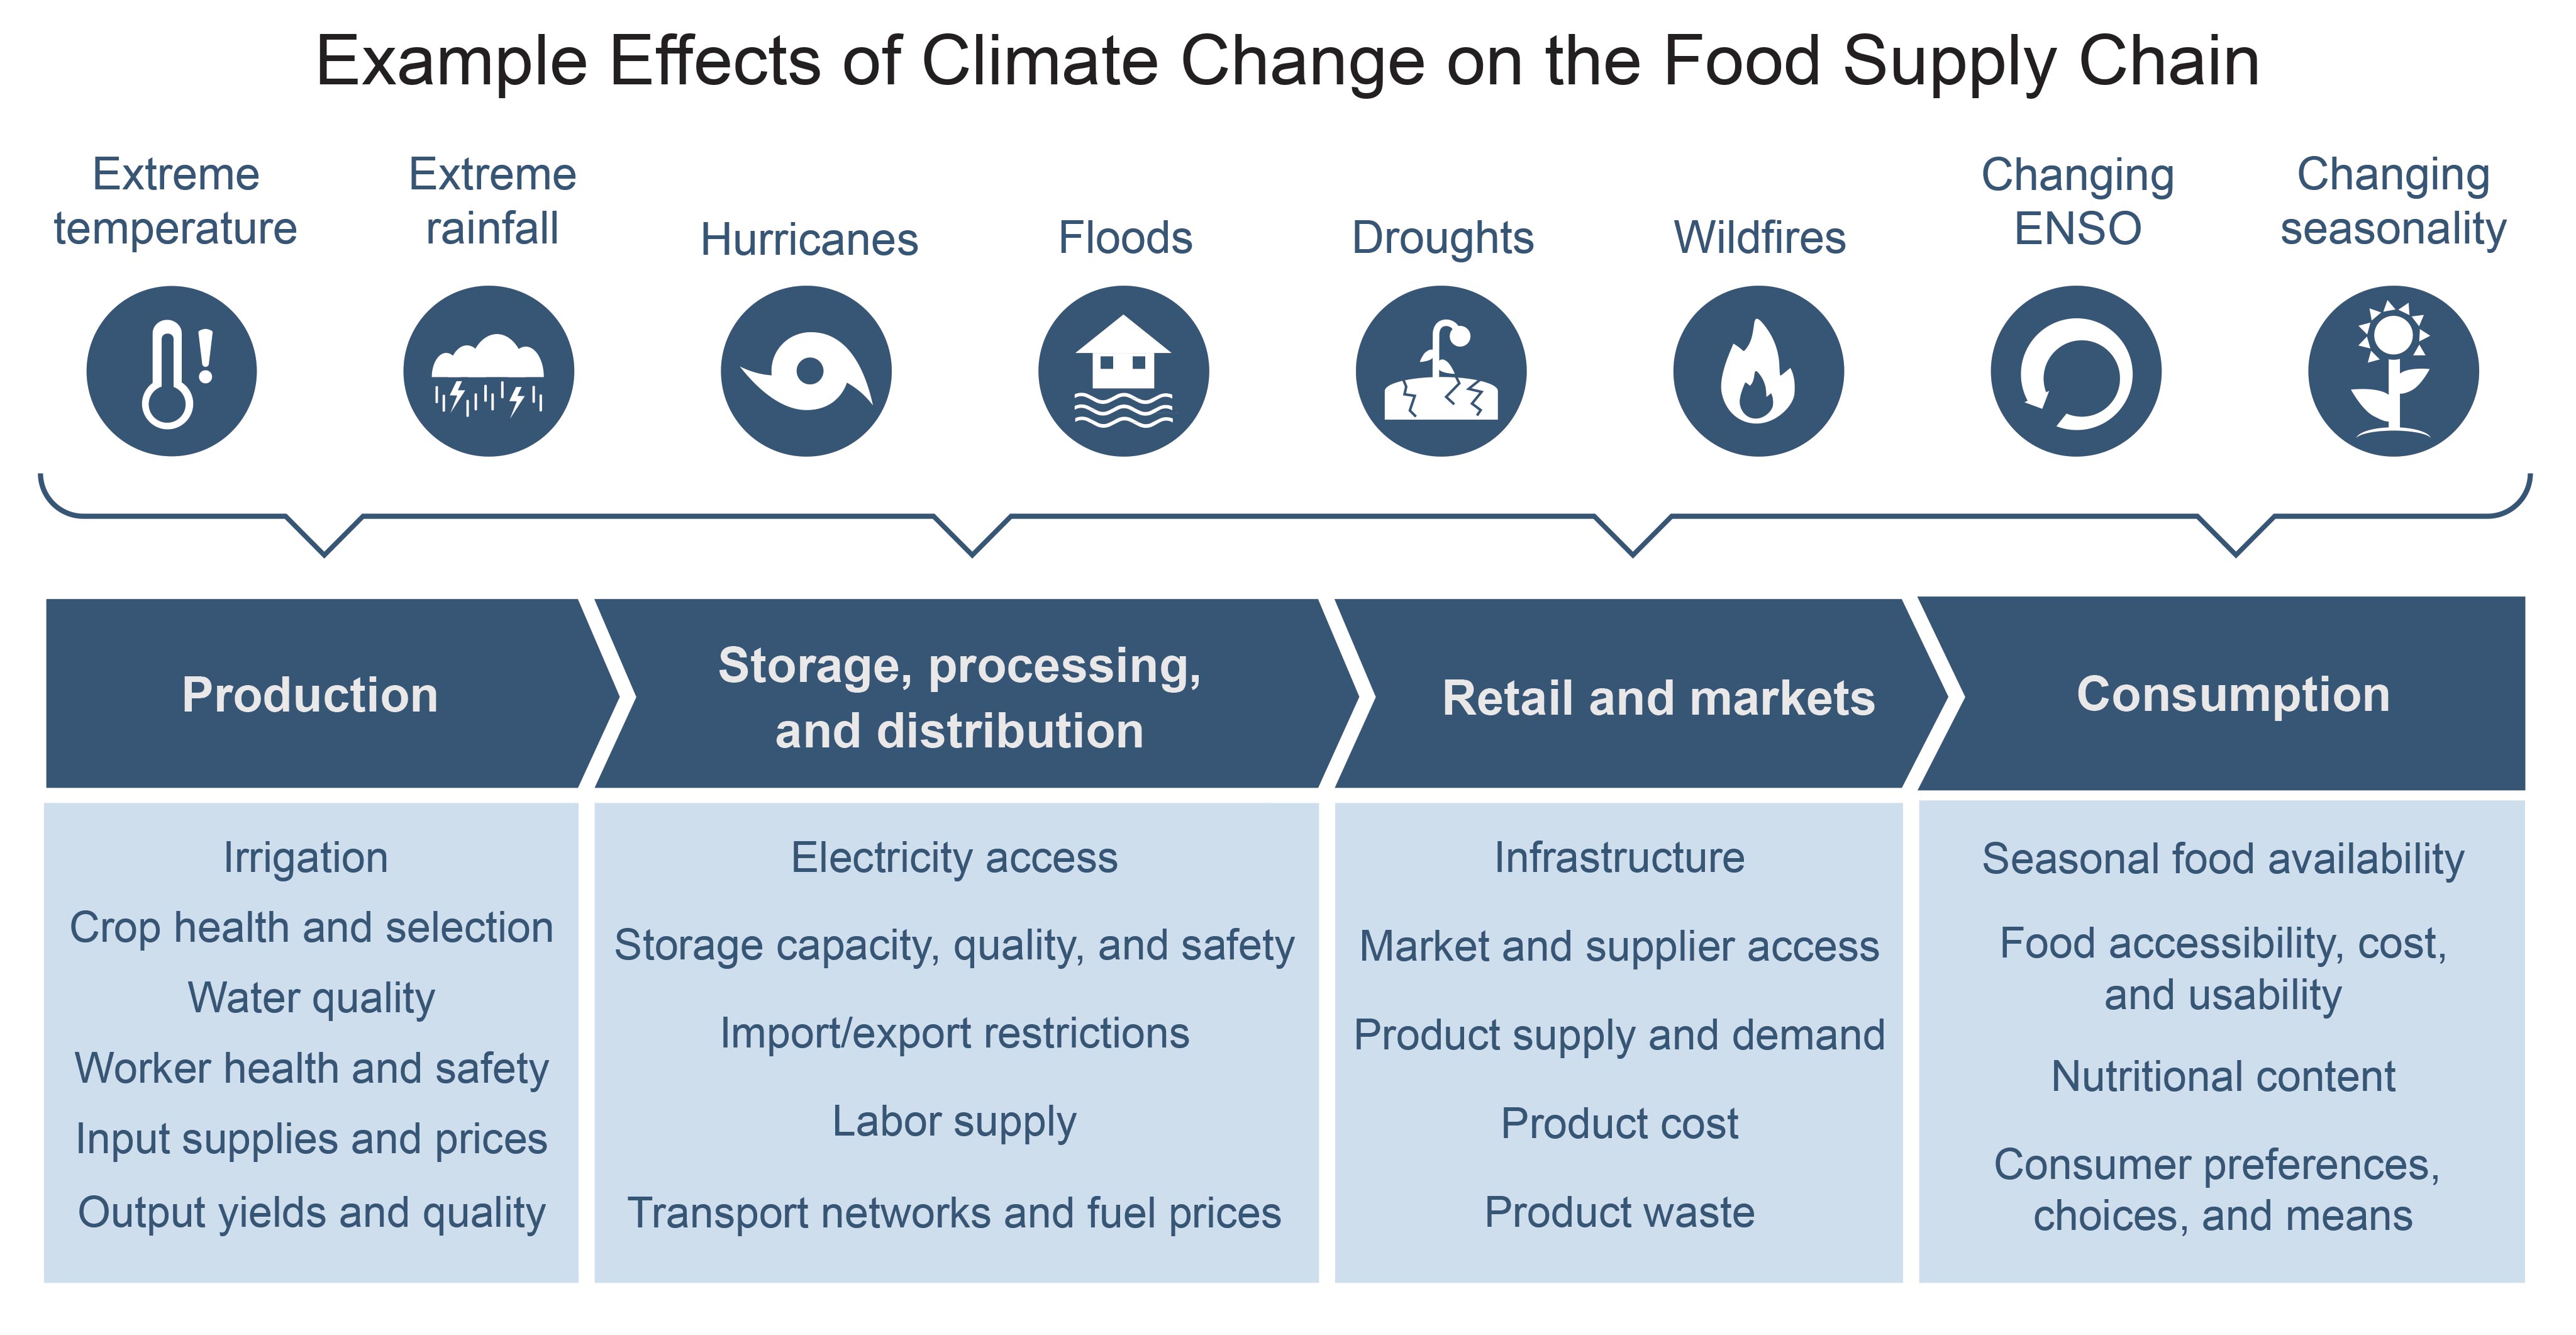 Example Effects of Climate Change on the Food Supply Chain
Extreme
temperature
Extreme
rainfall
Hurricanes
Floods
Droughts
Wildfires
Changing
ENSO
Changing
seasonality
Production
Storage, processing,
and distribution
Retail and markets
Consumption
Irrigation
Crop health and selection
Water quality
Worker health and safety
Input supplies and prices
Output yields and quality
Electricity access
Storage capacity, quality, and safety
Import/export restrictions
Labor supply
Transport networks and fuel prices
Infrastructure
Market and supplier access
Product supply and demand
Product cost
Product waste
Seasonal food availability
Food accessibility, cost,
and usability
Nutritional content
Consumer preferences,
choices, and means